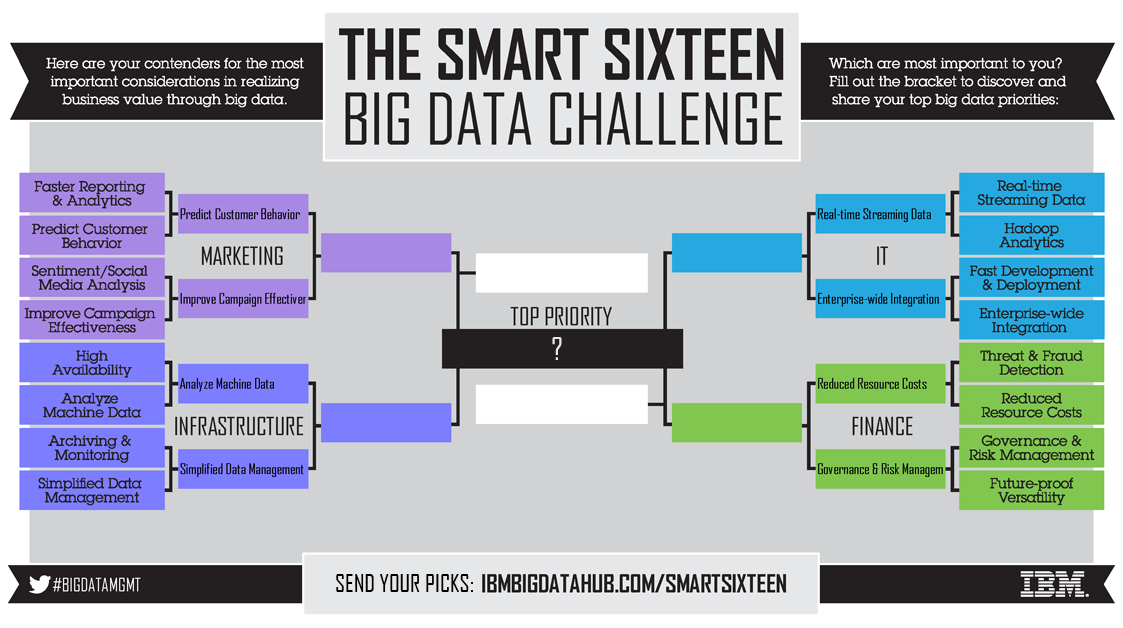 Here are your contenders for the most
important considerations in realizing
business value through big data.
THE SMART SIXTEEN
BIG DATA CHALLENGE
Which are most important to you?
Fill out the bracket to discover and
share your top big data priorities:
Faster Reporting
& Analytics
Predict Customer
Behavior
Sentiment/Social
Media Analysis
Improve Campaign
Effectiveness
Predict Customer Behavior
MARKETING
Improve Campaign Effectiver
High
Availability
Analyze
Machine Data
Archiving &
Monitoring
Simplified Data
Management
Analyze Machine Data
INFRASTRUCTURE
Simplified Data Management
TOP PRIORITY
?
Real-time Streaming Data
IT
Enterprise-wide Integration
Real-time
Streaming Data
Hadoop
Analytics
Fast Development
& Deployment
Enterprise-wide
Integration
Reduced Resource Costs
FINANCE
Governance & Risk Managem
Threat & Fraud
Detection
Reduced
Resource Costs
Governance &
Risk Management
Future-proof
Versatility
#BIGDATAMGMT
SEND YOUR PICKS: IBMBIGDATAHUB.COM/SMARTSIXTEEN
IBM.